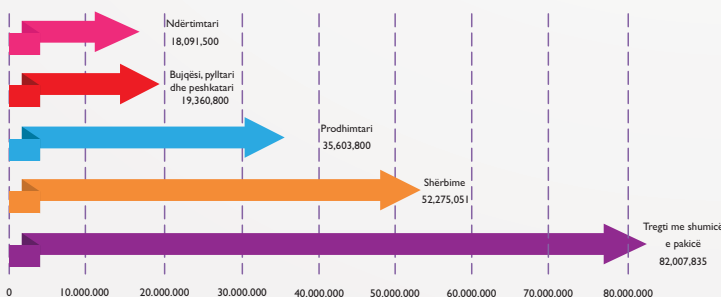 Ndërtimtari
18,091,500
Bujqësi, pylltari
dhe peshkatari
19,360,800
Prodhimtari
35,603,800
Shërbime
52,275,051
Tregti me shumicë
e pakicë
82,007,835
0 10.000.000 20.000.000 30.000.000 40.000.000 50.000.000 60.000.000 70.000.000 80.000.000